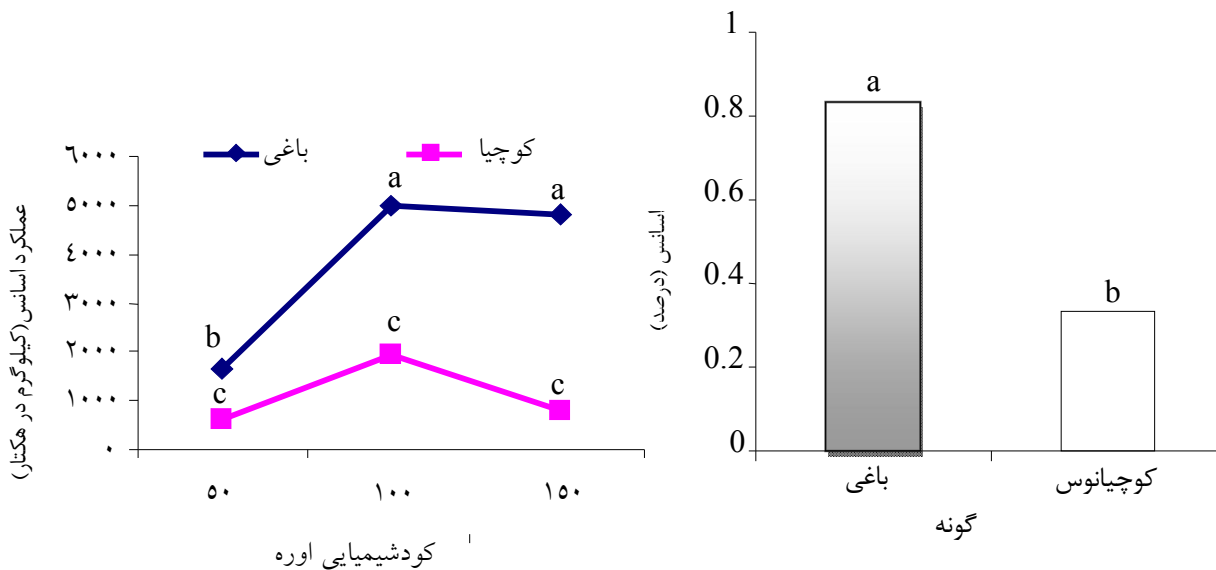 باغی
کوچیا
۶۰۰۰
۵۰۰۰
۴۰۰۰
۳۰۰۰
۲۰۰۰
۱۰۰۰
۰
عملکرد اسانس(کیلوگرم در هکتار)
a
a
b
c
c
c
۵۰
۱۰۰
۱۵۰
کودشیمیایی اوره
1
0.8
0.6
0.4
0.2
0
اسانس (درصد)
a
b
باغی
کوچیانوس
گونه